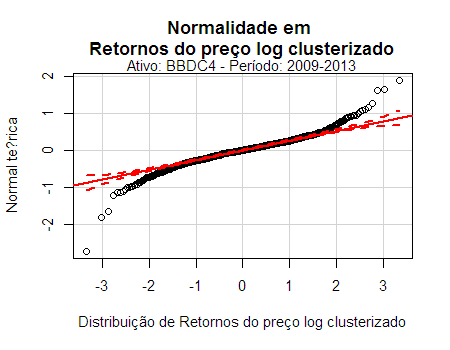 Normalidade em
Retornos do preço log clusterizado
Ativo: BBDC4 - Período: 2009-2013
Normal te?rica
2
1
0
-1
-2
-3 -2 -1 0 1 2 3
Distribuição de Retornos do preço log clusterizado